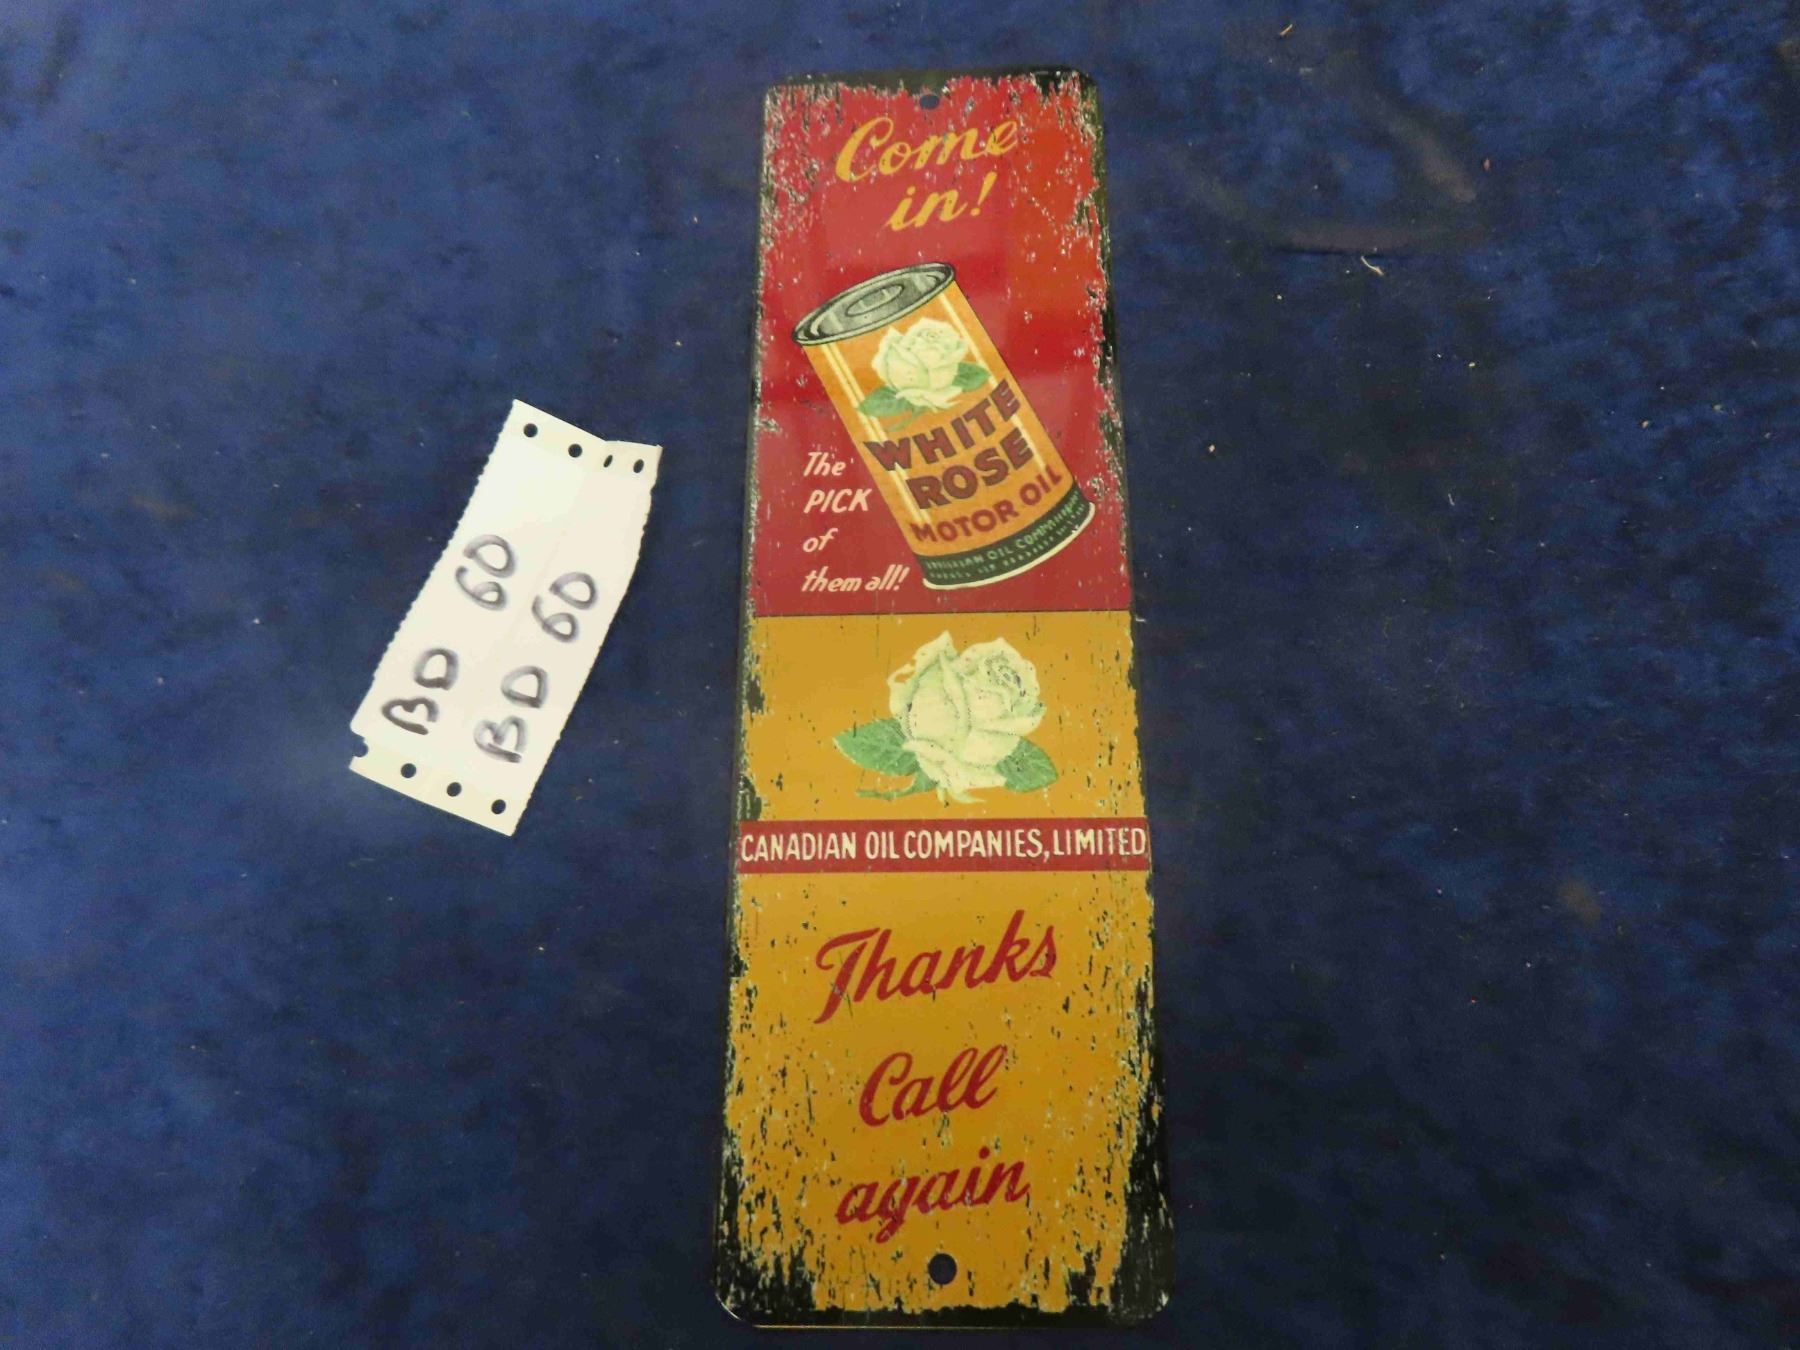 Come
in!
WHITE
ROSE
MOTOR OIL
The
PICK
of
them all!
CANADIAN OIL COMPANIES, LIMITED
Thanks
Call
again
BD 60
BD 60